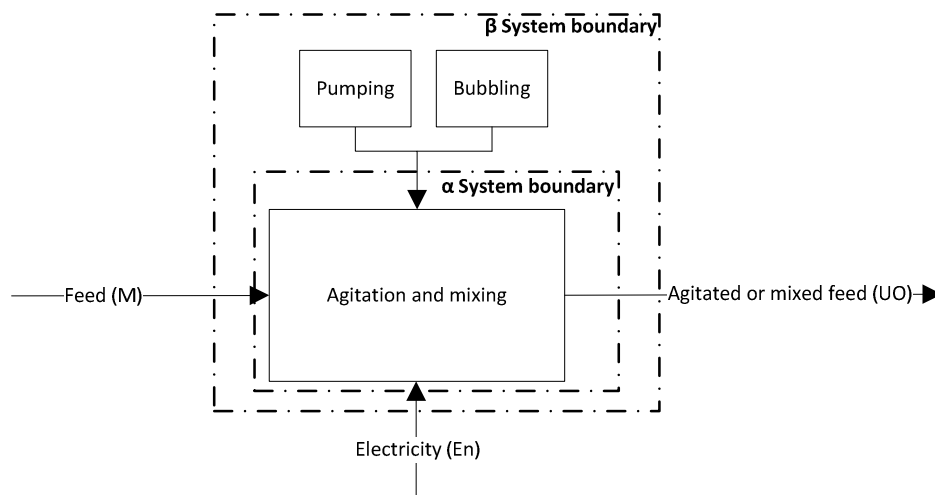 β System boundary
Pumping
Bubbling
α System boundary
Feed (M)
Agitation and mixing
Agitated or mixed feed (UO)
Electricity (En)